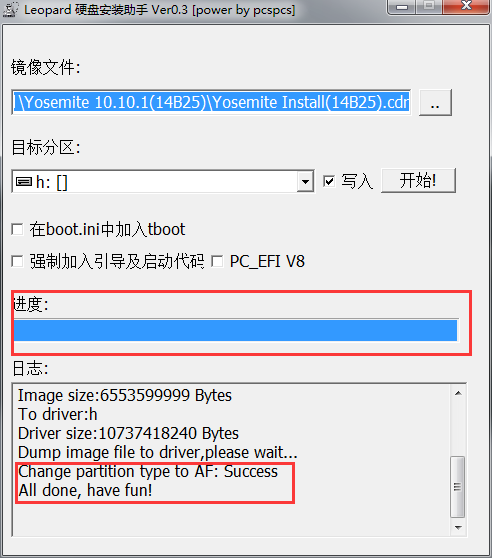 Leopard 硬盘安装助手 Ver0.3 [power by pcspcs]
镜像文件:
\Yosemite 10.10.1(14B25)\Yosemite Install(14B25).cdr
..
目标分区:
h: []
写入
开始!
在boot.ini中加入tboot
强制加入引导及启动代码
PC_EFI V8
进度:
日志:
Image size:6553599999 Bytes
To driver:h
Driver size:10737418240 Bytes
Dump image file to driver,please wait...
Change partition type to AF: Success
All done, have fun!